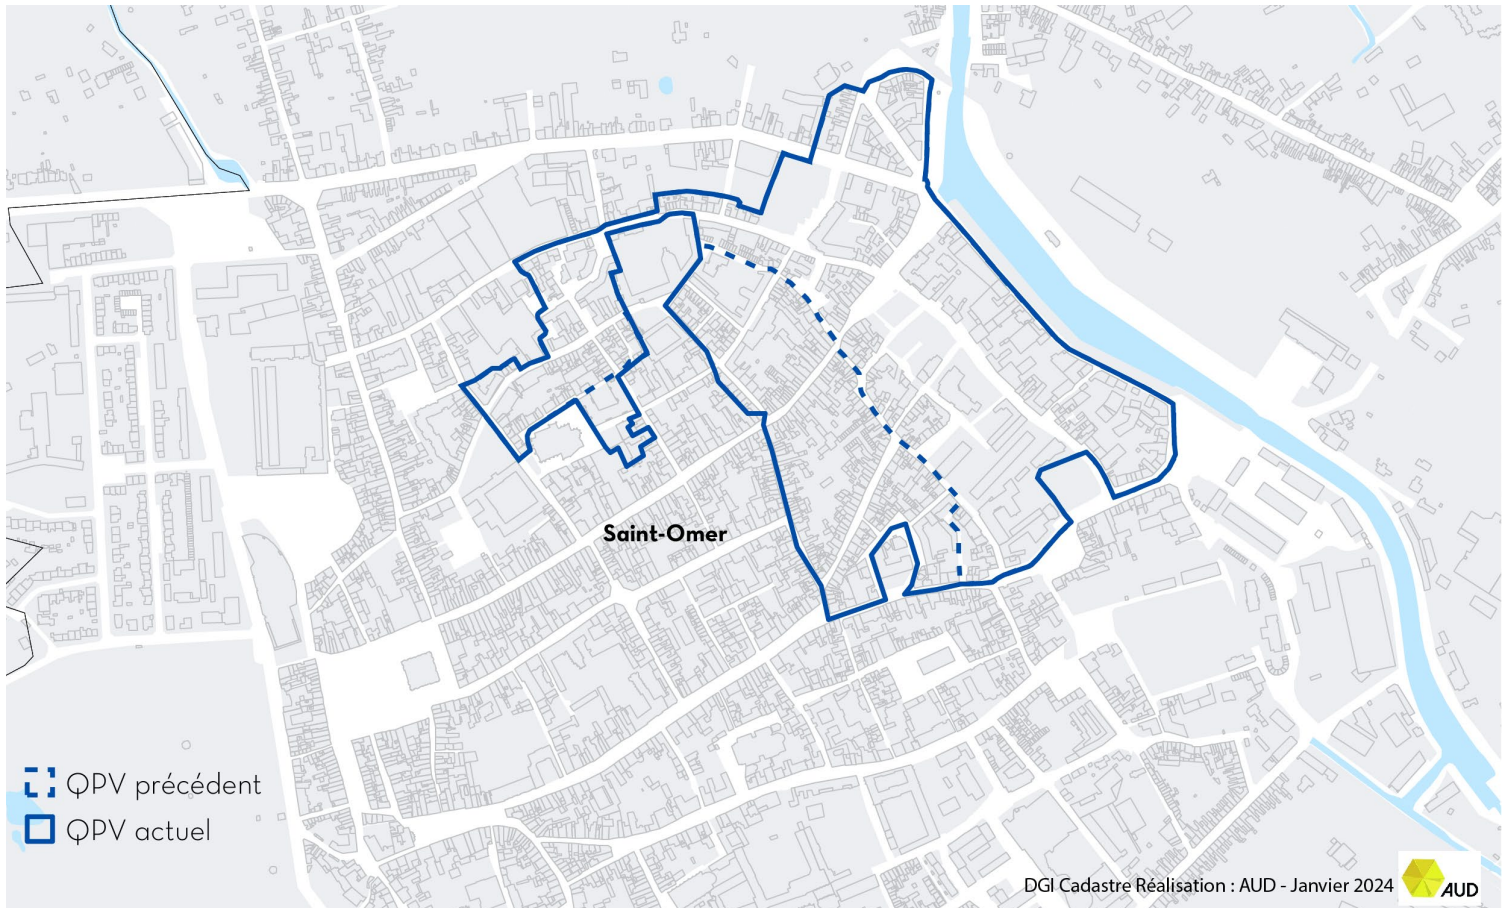 Saint-Omer
QPV précédent
QPV actuel
DGI Cadastre Réalisation : AUD - Janvier 2024
AUD